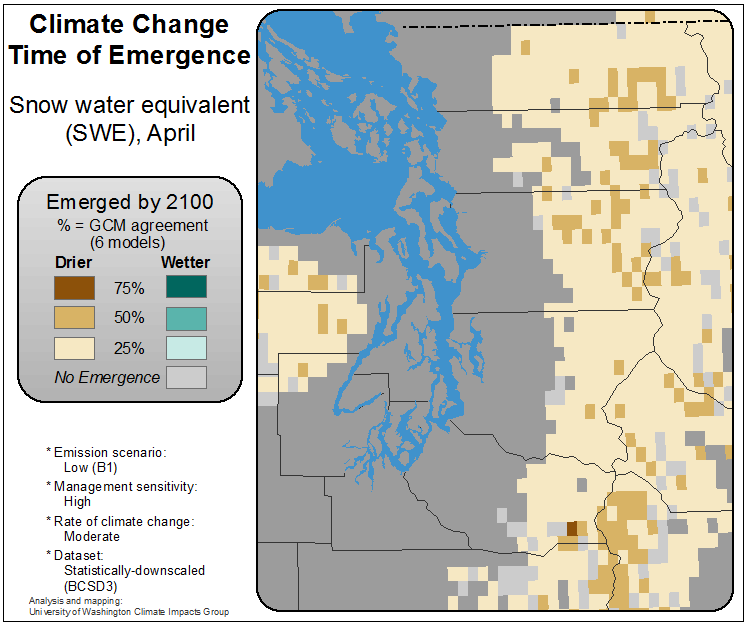 Climate Change
Time of Emergence
Snow water equivalent
(SWE), April
Emerged by 2100
% = GCM agreement
(6 models)
Drier Wetter
75%
50%
25%
No Emergence
* Emission scenario:
Low (B1)
* Management sensitivity:
High
* Rate of climate change:
Moderate
* Dataset:
Statistically-downscaled
(BCSD3)
Analysis and mapping:
University of Washington Climate Impacts Group